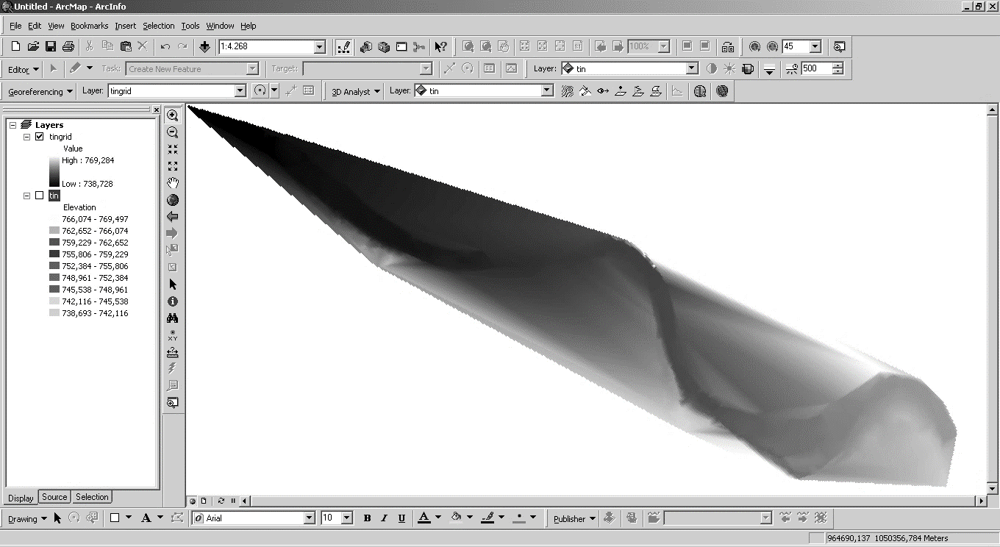 Untitled - ArcMap - ArcInfo
File Edit View Bookmarks Insert Selection Tools Window Help
1:4.268 100% 45
Editor Task: Create New Feature Target: Layer: tin 500
Georeferencing Layer: tingrid 3D Analyst Layer: tin
Layers
tingrid
Value
High : 769,284
Low : 738,728
tin
Elevation
766,074 - 769,497
762,652 - 766,074
759,229 - 762,652
755,806 - 759,229
752,384 - 755,806
748,961 - 752,384
745,538 - 748,961
742,116 - 745,538
738,693 - 742,116
XY
Display Source Selection
Drawing A Arial 10 B I U A Publisher
964690,137 1050356,784 Meters